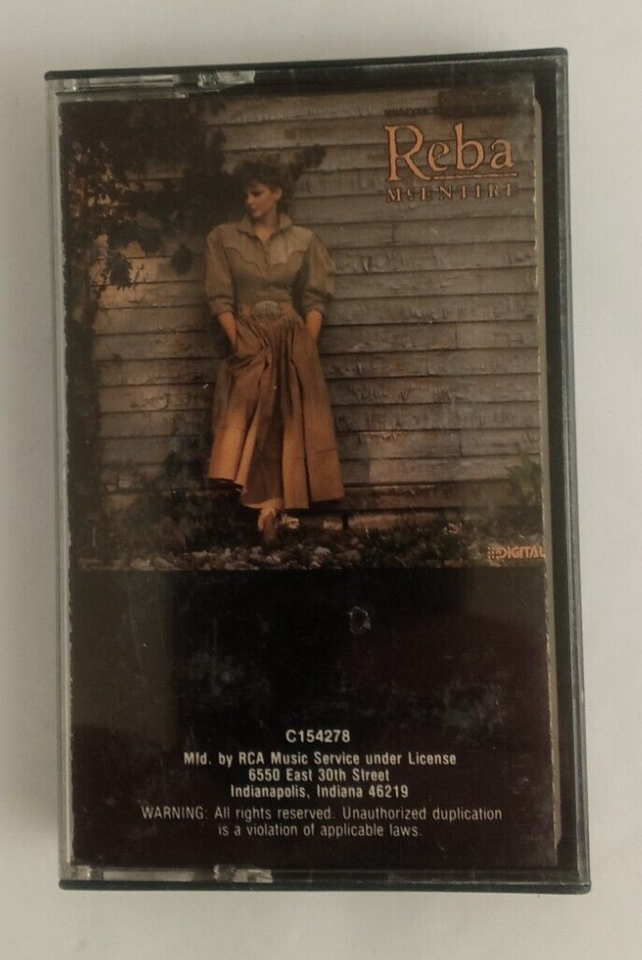 Reba
McENTIRE
DIGITAL
C154278
Mfd. by RCA Music Service under License
6550 East 30th Street
Indianapolis, Indiana 46219
WARNING: All rights reserved. Unauthorized duplication
is a violation of applicable laws.